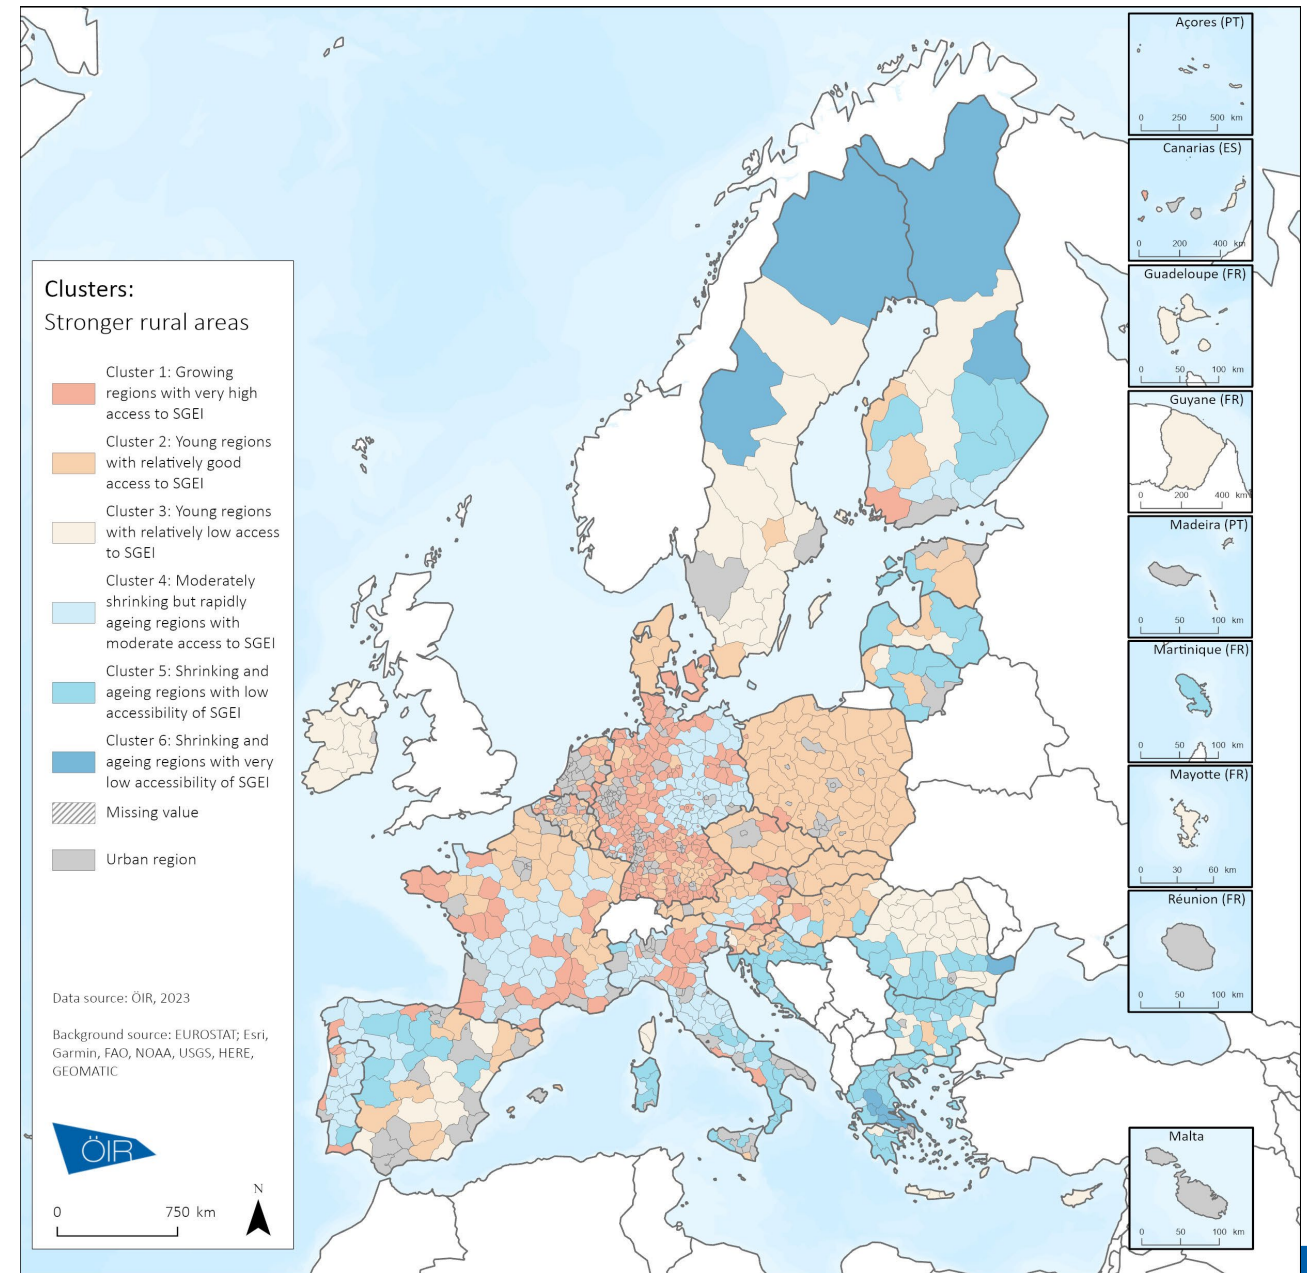 Clusters:
Stronger rural areas
Cluster 1: Growing
regions with very high
access to SGEI
Cluster 2: Young regions
with relatively good
access to SGEI
Cluster 3: Young regions
with relatively low access
to SGEI
Cluster 4: Moderately
shrinking but rapidly
ageing regions with
moderate access to SGEI
Cluster 5: Shrinking and
ageing regions with low
accessibility of SGEI
Cluster 6: Shrinking and
ageing regions with very
low accessibility of SGEI
Missing value
Urban region
Data source: ÖIR, 2023
Background source: EUROSTAT; Esri,
Garmin, FAO, NOAA, USGS, HERE,
GEOMATIC
ÖIR
N
0 750 km
Açores (PT)
0 250 500 km
Canarias (ES)
0 200 400 km
Guadeloupe (FR)
0 50 100 km
Guyane (FR)
0 200 400 km
Madeira (PT)
0 50 100 km
Martinique (FR)
0 50 100 km
Mayotte (FR)
0 30 60 km
Réunion (FR)
0 50 100 km
Malta
0 50 100 km